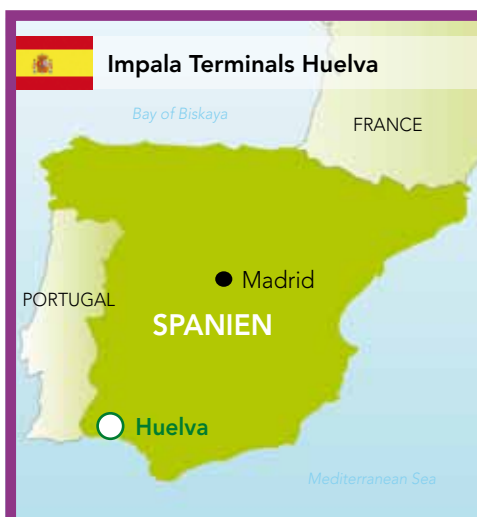 Impala Terminals Huelva
Bay of Biskaya
FRANCE
Madrid
PORTUGAL
SPANIEN
Huelva
Mediterranean Sea